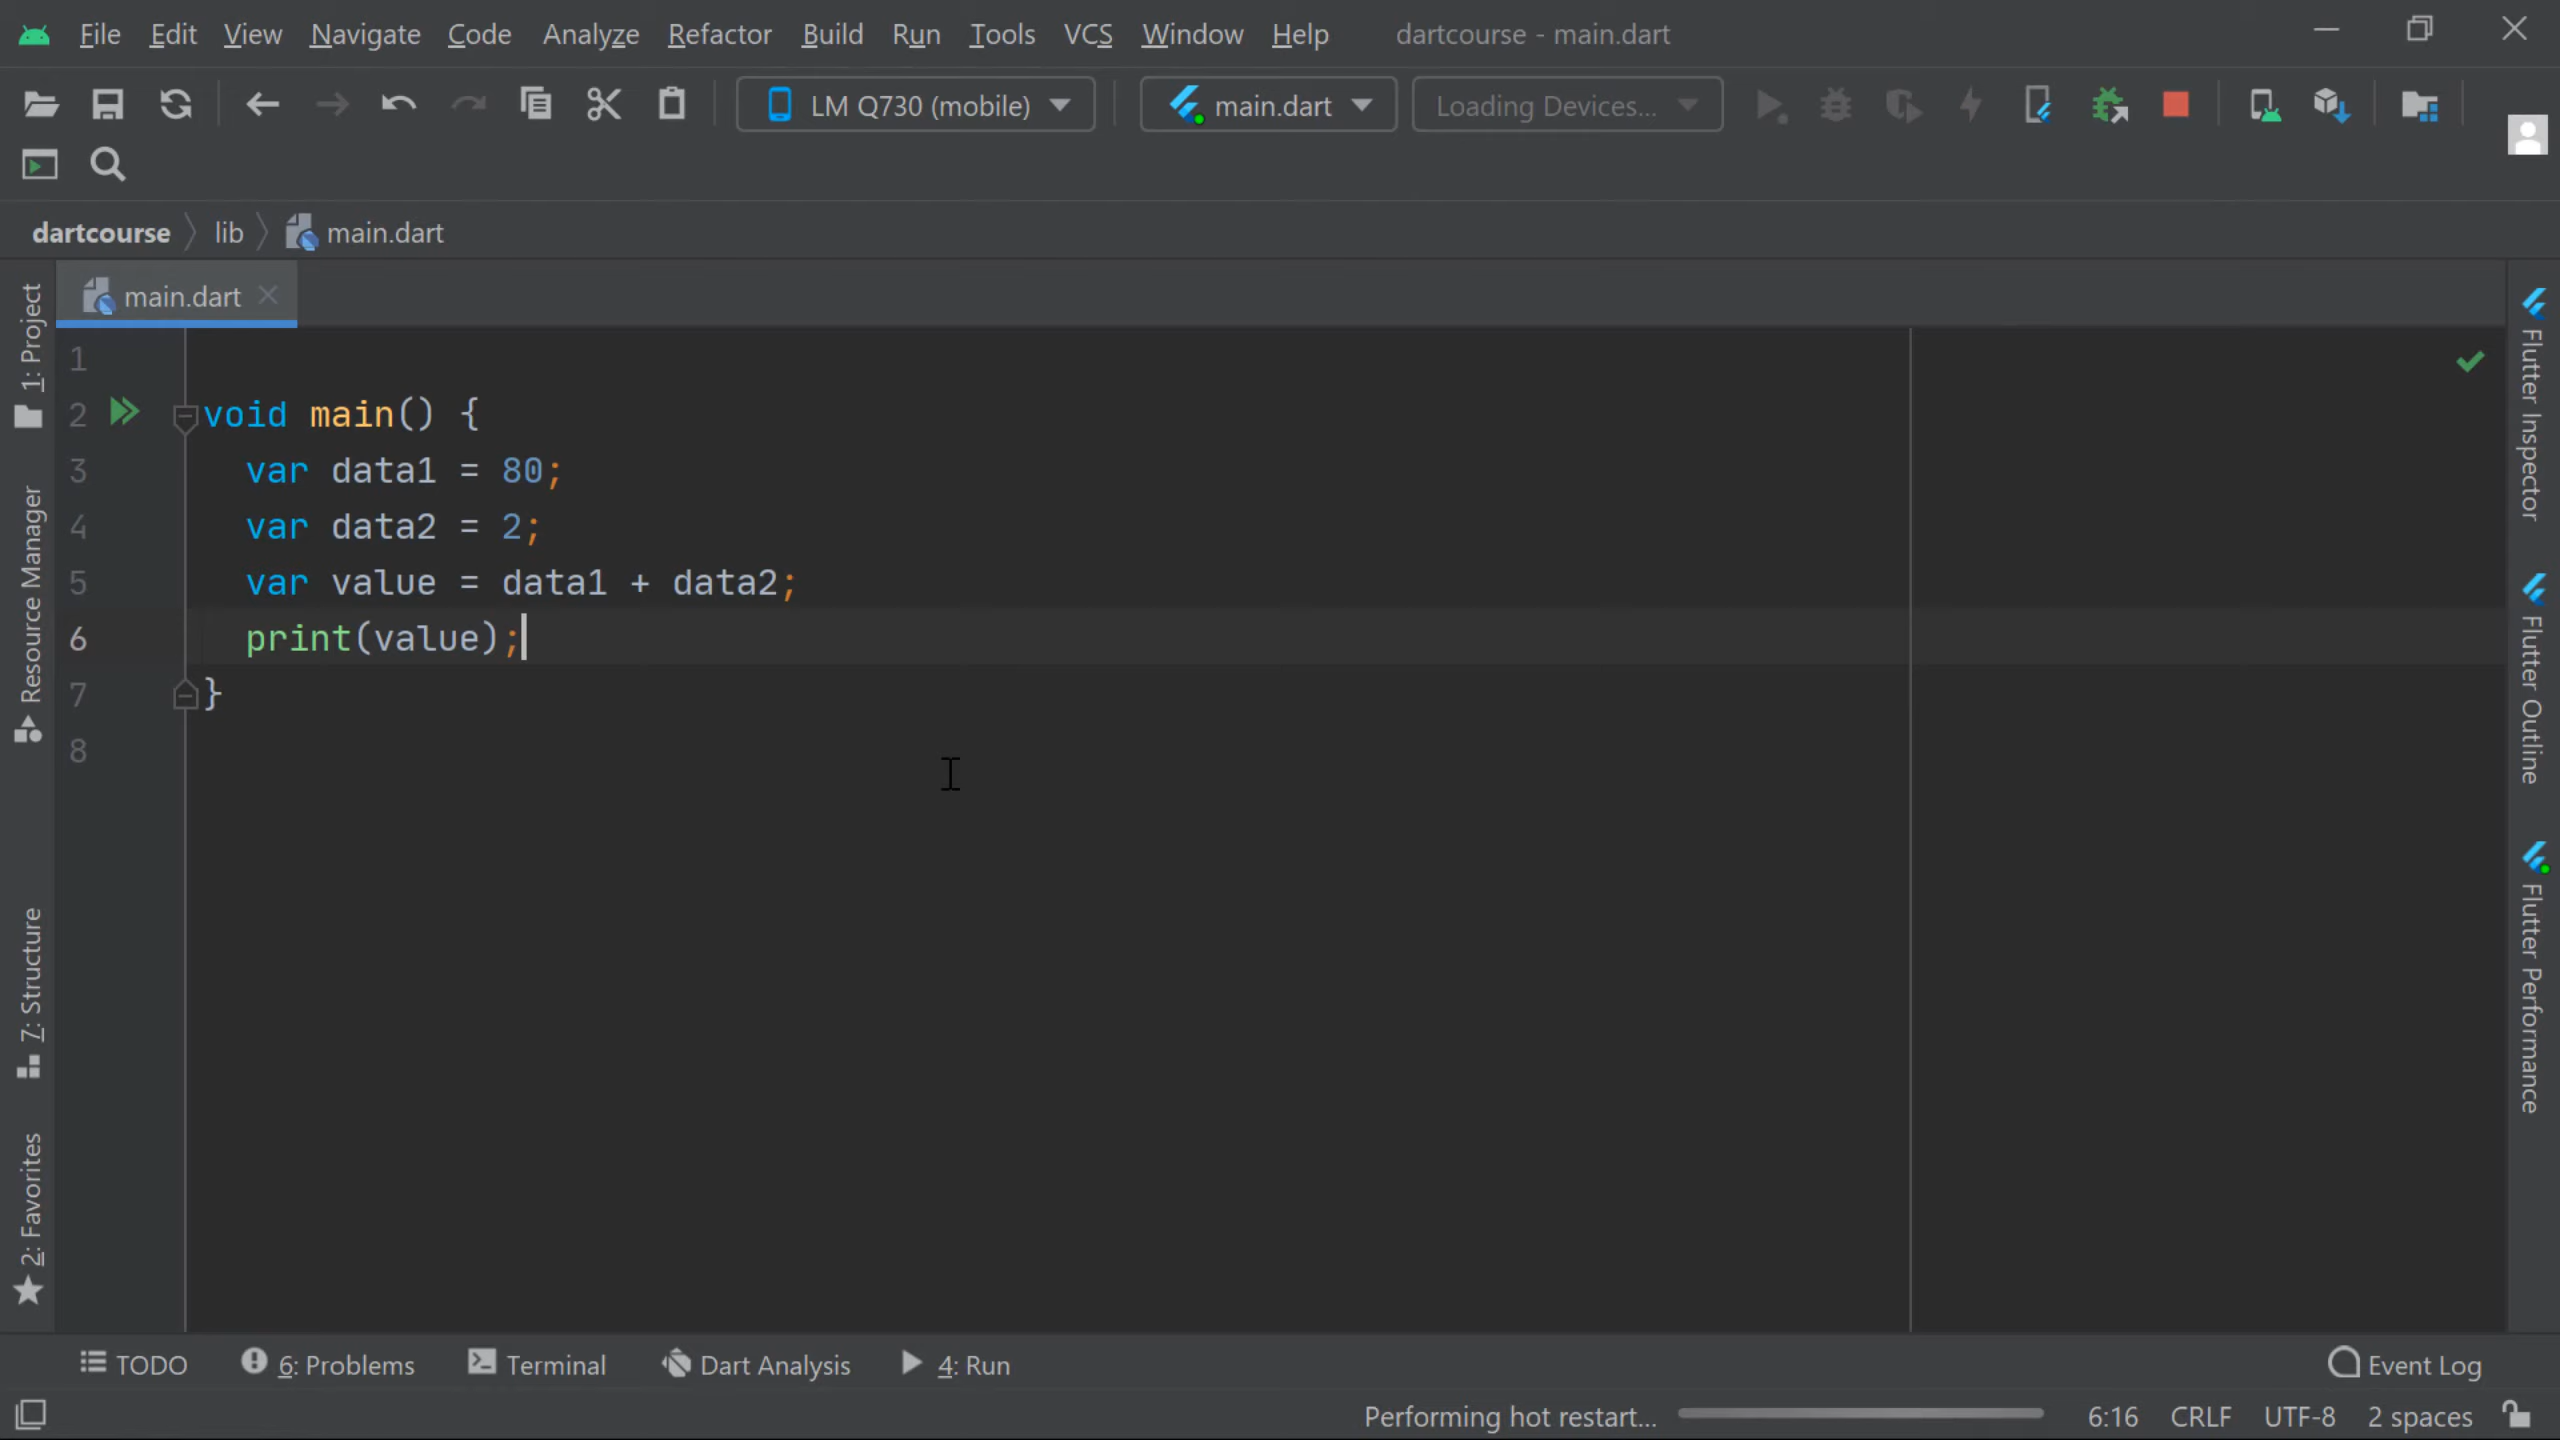 File Edit View Navigate Code Analyze Refactor Build Run Tools VCS Window Help dartcourse - main.dart
LM Q730 (mobile) main.dart Loading Devices...
dartcourse lib main.dart
main.dart
1
2 void main() {
3 var data1 = 80;
4 var data2 = 2;
5 var value = data1 + data2;
6 print(value);
7 }
8
1: Project
Resource Manager
7: Structure
2: Favorites
Flutter Inspector
Flutter Outline
Flutter Performance
TODO 6: Problems Terminal Dart Analysis 4: Run Event Log
Performing hot restart... 6:16 CRLF UTF-8 2 spaces